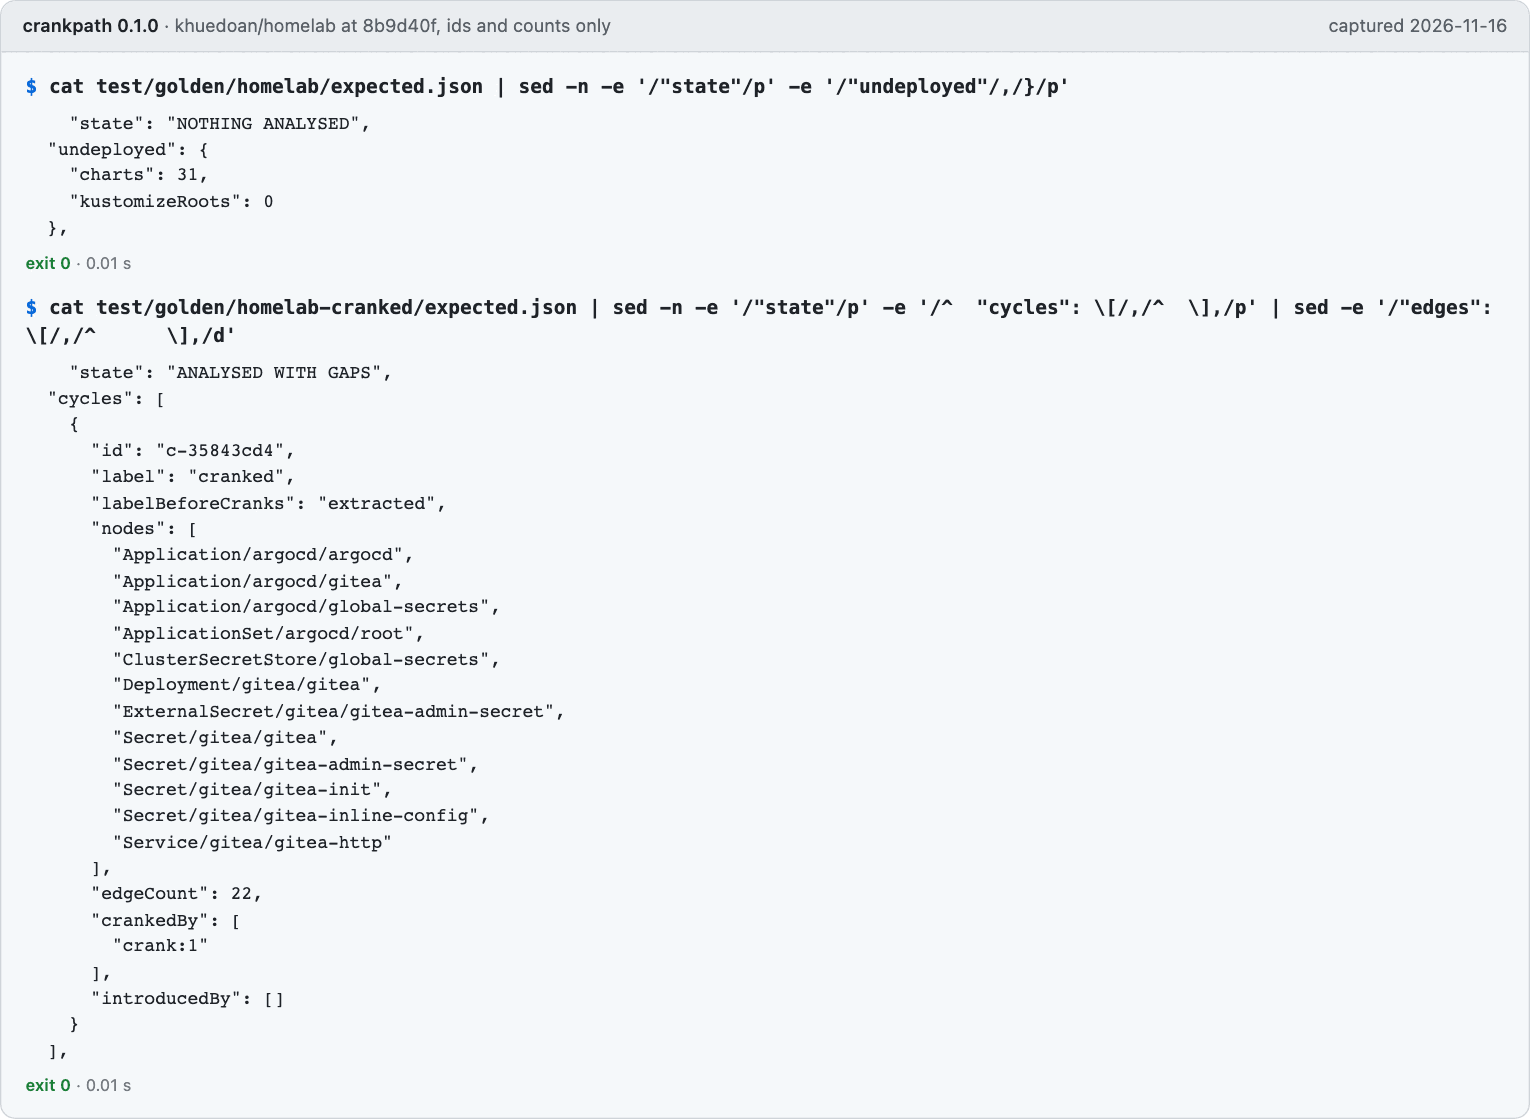 crankpath 0.1.0 · khuedoan/homelab at 8b9d40f, ids and counts only
captured 2026-11-16
$ cat test/golden/homelab/expected.json | sed -n -e '/"state"/p' -e '/"undeployed"/,/}/p'
    "state": "NOTHING ANALYSED",
  "undeployed": {
    "charts": 31,
    "kustomizeRoots": 0
  },
exit 0 · 0.01 s
$ cat test/golden/homelab-cranked/expected.json | sed -n -e '/"state"/p' -e '/^  "cycles": \[/,/^  \],/p' | sed -e '/"edges":
\[/,/^      \],/d'
    "state": "ANALYSED WITH GAPS",
  "cycles": [
    {
      "id": "c-35843cd4",
      "label": "cranked",
      "labelBeforeCranks": "extracted",
      "nodes": [
        "Application/argocd/argocd",
        "Application/argocd/gitea",
        "Application/argocd/global-secrets",
        "ApplicationSet/argocd/root",
        "ClusterSecretStore/global-secrets",
        "Deployment/gitea/gitea",
        "ExternalSecret/gitea/gitea-admin-secret",
        "Secret/gitea/gitea",
        "Secret/gitea/gitea-admin-secret",
        "Secret/gitea/gitea-init",
        "Secret/gitea/gitea-inline-config",
        "Service/gitea/gitea-http"
      ],
      "edgeCount": 22,
      "crankedBy": [
        "crank:1"
      ],
      "introducedBy": []
    }
  ],
exit 0 · 0.01 s